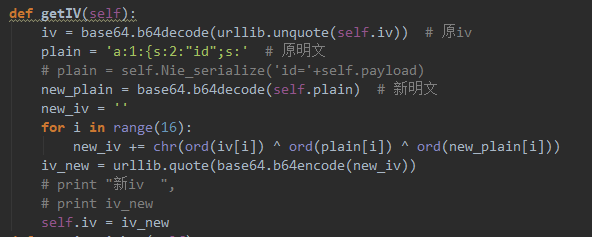 def getIV(self):
    iv = base64.b64decode(urllib.unquote(self.iv))  # 原iv
    plain = 'a:1:{s:2:"id";s:'  # 原明文
    # plain = self.Nie_serialize('id='+self.payload)
    new_plain = base64.b64decode(self.plain)  # 新明文
    new_iv = ''
    for i in range(16):
        new_iv += chr(ord(iv[i]) ^ ord(plain[i]) ^ ord(new_plain[i]))
    iv_new = urllib.quote(base64.b64encode(new_iv))
    # print "新iv  ",
    # print iv_new
    self.iv = iv_new